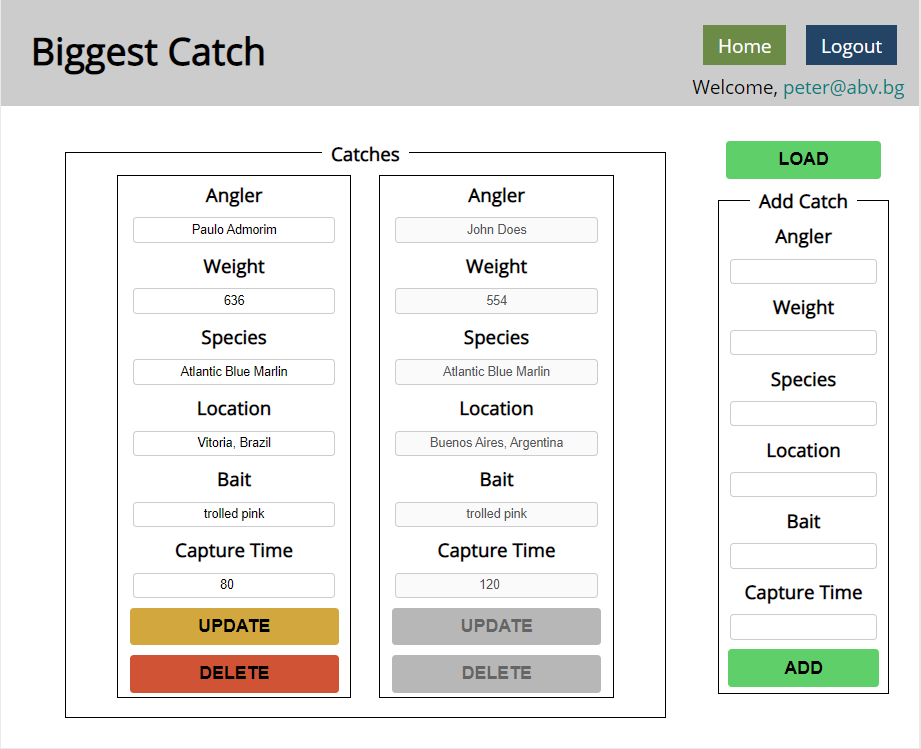 Biggest Catch
Home
Logout
Welcome, peter@abv.bg
Catches
Angler
Paulo Admorim
Weight
636
Species
Atlantic Blue Marlin
Location
Vitoria, Brazil
Bait
trolled pink
Capture Time
80
UPDATE
DELETE
Angler
John Does
Weight
554
Species
Atlantic Blue Marlin
Location
Buenos Aires, Argentina
Bait
trolled pink
Capture Time
120
UPDATE
DELETE
LOAD
Add Catch
Angler
Weight
Species
Location
Bait
Capture Time
ADD